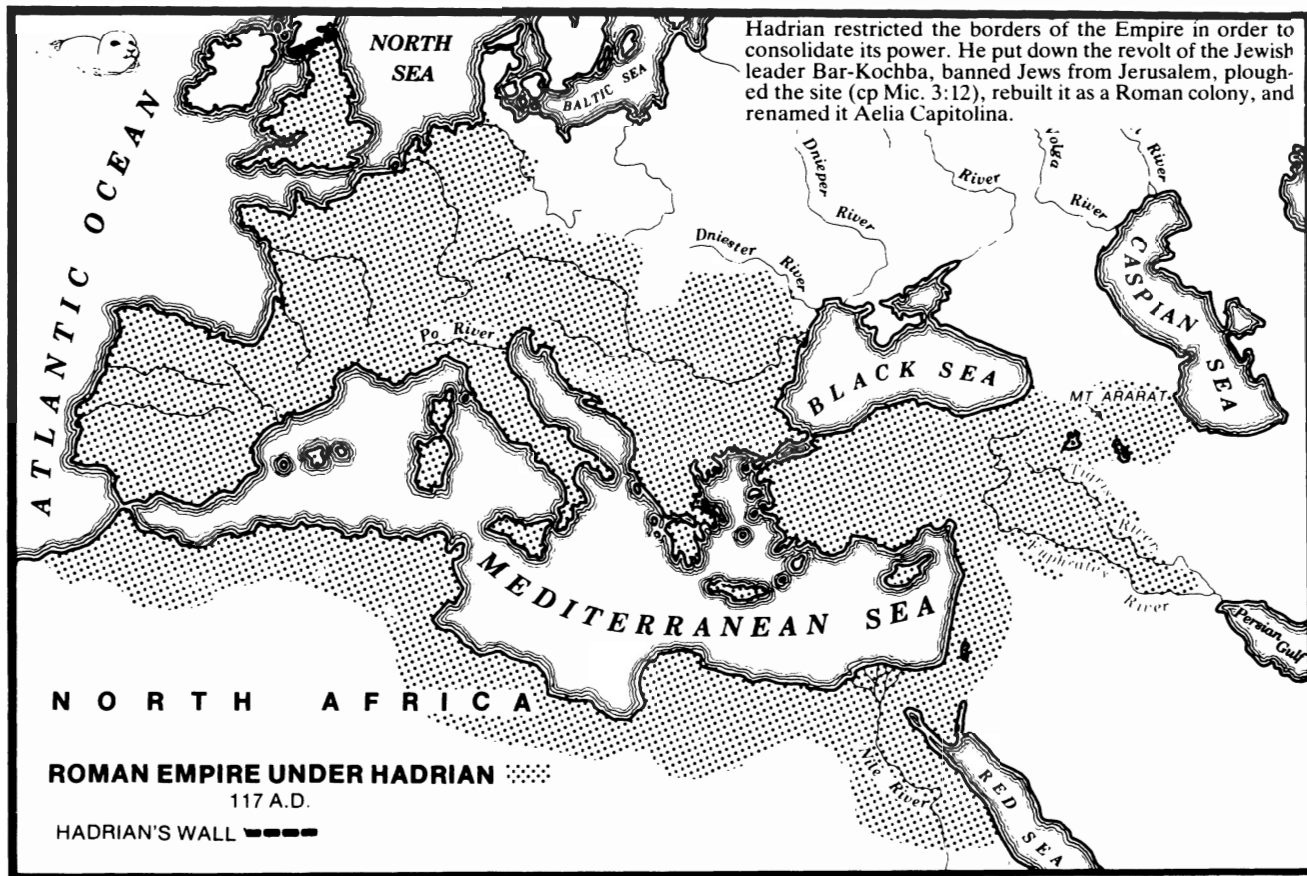 Hadrian restricted the borders of the Empire in order to
consolidate its power. He put down the revolt of the Jewish
leader Bar-Kochba, banned Jews from Jerusalem, plough-
ed the site (cp Mic. 3:12), rebuilt it as a Roman colony, and
renamed it Aelia Capitolina.
NORTH
SEA
BALTIC SEA
ATLANTIC OCEAN
Dnieper
River
River
River
River
Dniester
River
CASPIAN
SEA
Po River
BLACK SEA
MT ARARAT
River
Euphrates
River
MEDITERRANEAN SEA
Persian
Gulf
NORTH AFRICA
Nile River
RED SEA
ROMAN EMPIRE UNDER HADRIAN
117 A.D.
HADRIAN'S WALL